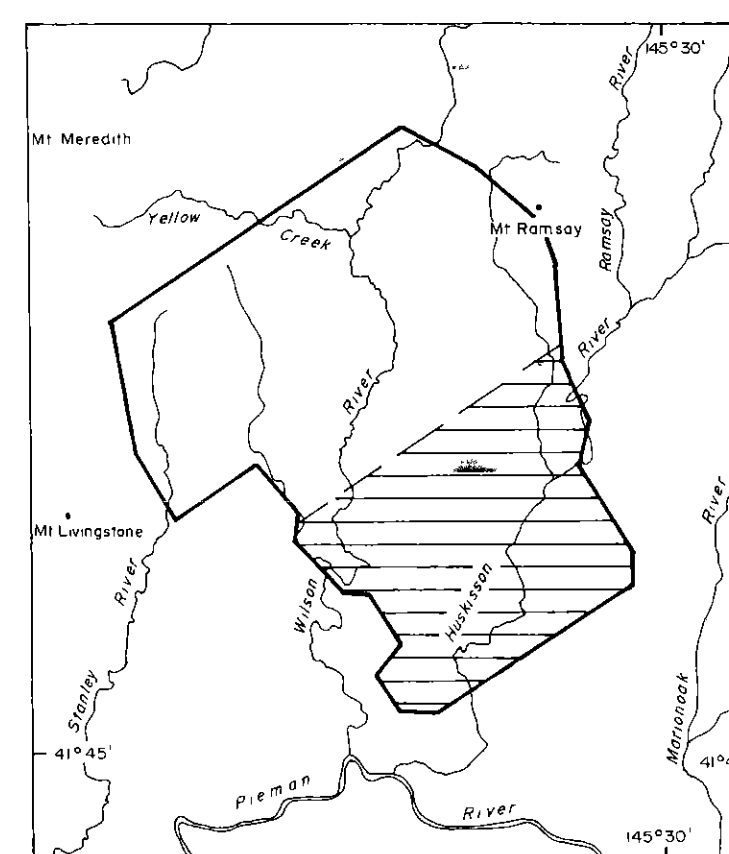 145°30'
River
Mt Meredith
Yellow
Creek
Mt Ramsay
Ramsay
River
River
Mt Livingstone
River
River
Wilson
Huskisson
Stanley
Marionoak
41°45'
Pieman
River
145°30'